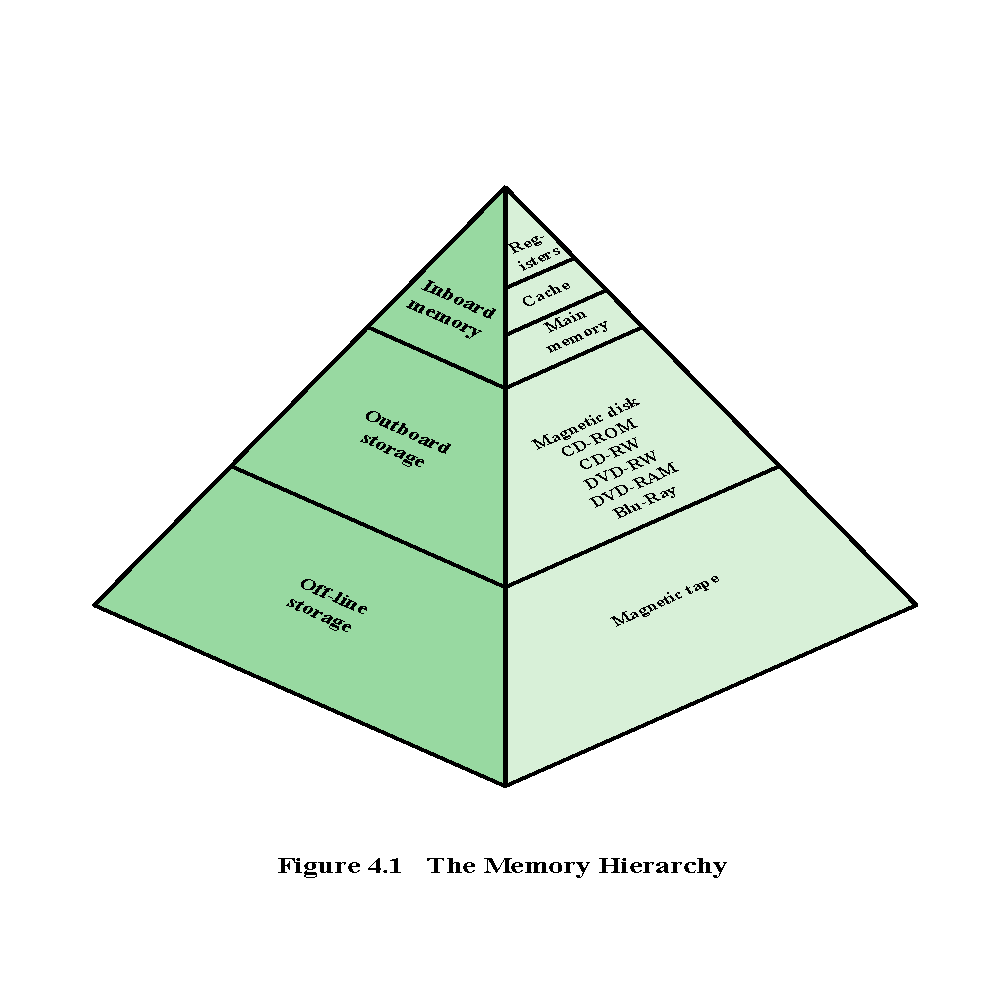 Inboard
memory
Outboard
storage
Off-line
storage
Reg-
isters
Cache
Main
memory
Magnetic disk
CD-ROM
CD-RW
DVD-RW
DVD-RAM
Blu-Ray
Magnetic tape
Figure 4.1 The Memory Hierarchy